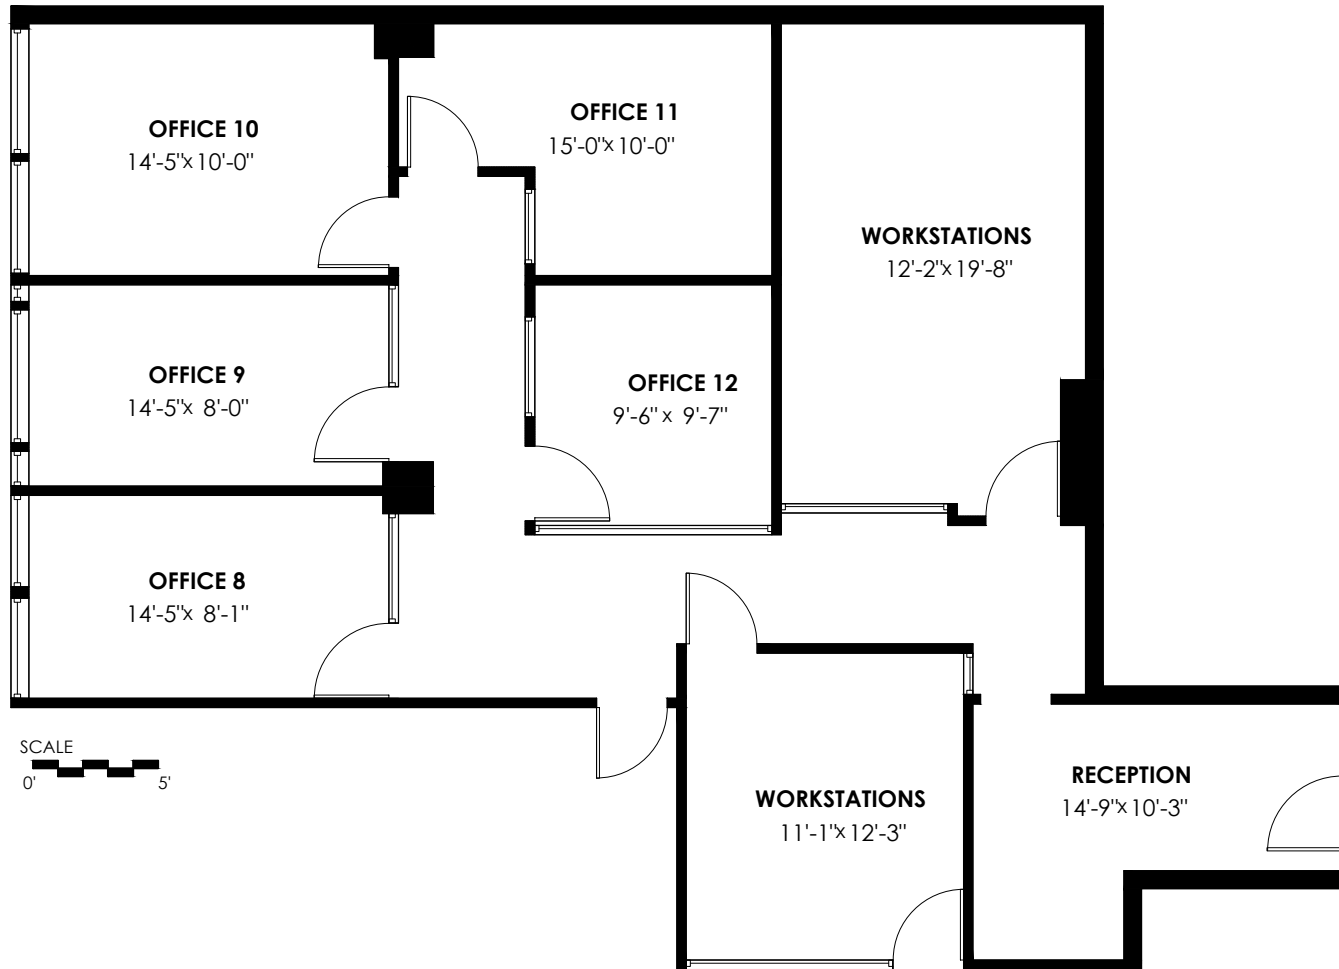 OFFICE 10
14'-5"x 10'-0"
OFFICE 11
15'-0"x 10'-0"
WORKSTATIONS
12'-2"x 19'-8"
OFFICE 9
14'-5"x 8'-0"
OFFICE 12
9'-6" x 9'-7"
OFFICE 8
14'-5"x 8'-1"
SCALE
0' 5'
WORKSTATIONS
11'-1"x 12'-3"
RECEPTION
14'-9"x 10'-3"